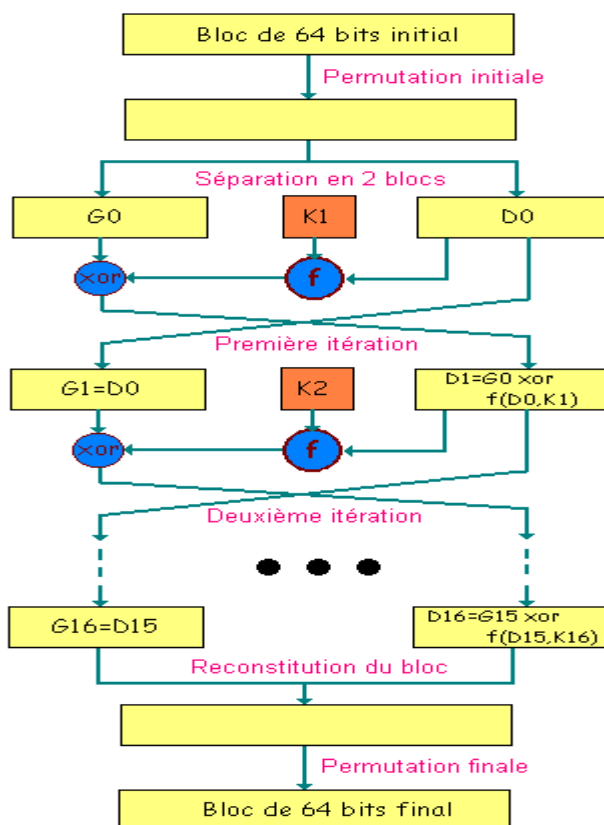 Bloc de 64 bits initial
Permutation initiale
Séparation en 2 blocs
G0
K1
D0
xor
f
Première itération
G1=D0
K2
D1=G0 xor
f(D0,K1)
xor
f
Deuxième itération
G16=D15
D16=G15 xor
f(D15,K16)
Reconstitution du bloc
Permutation finale
Bloc de 64 bits final